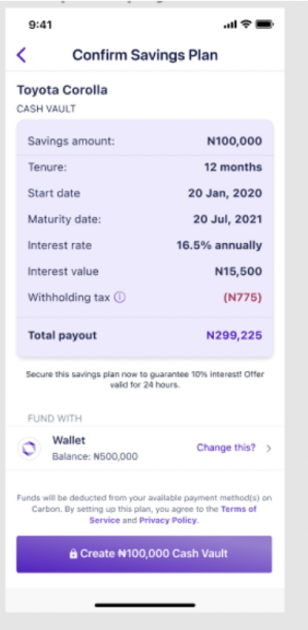 9:41
Confirm Savings Plan
Toyota Corolla
CASH VAULT
Savings amount: N100,000
Tenure: 12 months
Start date 20 Jan, 2020
Maturity date: 20 Jul, 2021
Interest rate 16.5% annually
Interest value N15,500
Withholding tax (N775)
Total payout N299,225
Secure this savings plan now to guarantee 10% interest! Offer
valid for 24 hours.
FUND WITH
Wallet
Balance: ₦500,000
Change this?
Funds will be deducted from your available payment method(s) on
Carbon. By setting up this plan, you agree to the Terms of
Service and Privacy Policy.
Create ₦100,000 Cash Vault